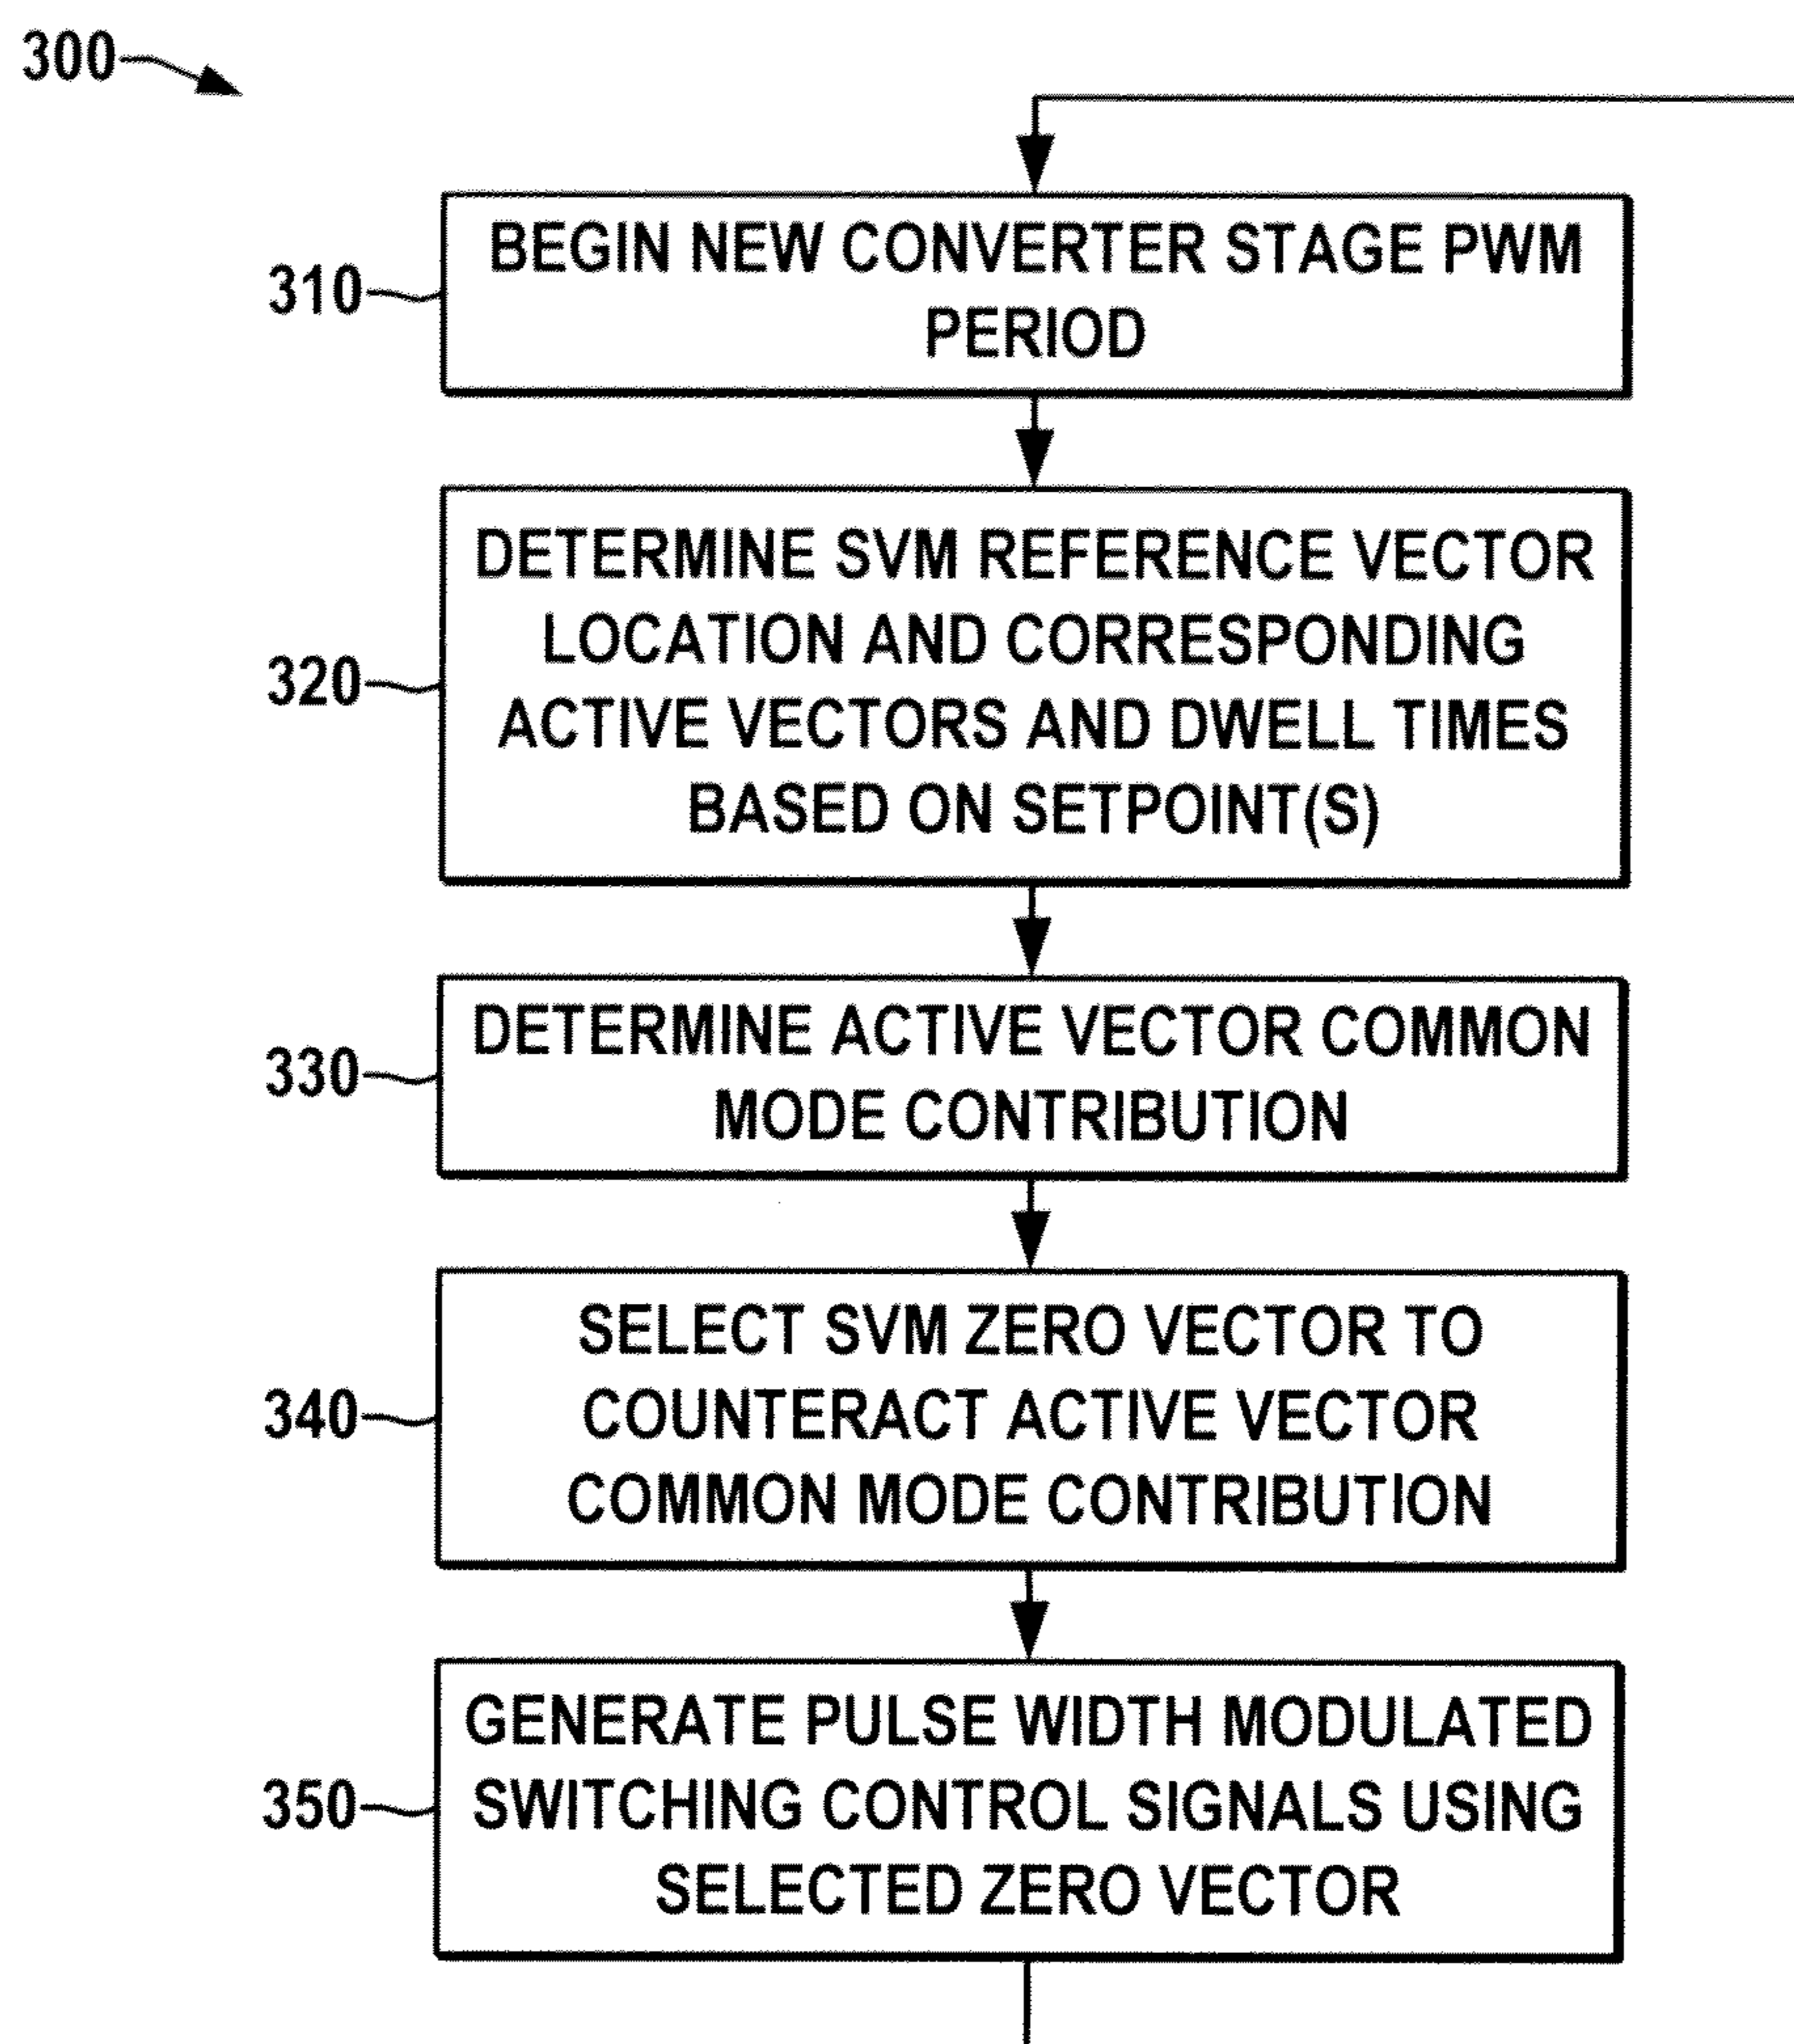 300
310
BEGIN NEW CONVERTER STAGE PWM
PERIOD
320
DETERMINE SVM REFERENCE VECTOR
LOCATION AND CORRESPONDING
ACTIVE VECTORS AND DWELL TIMES
BASED ON SETPOINT(S)
330
DETERMINE ACTIVE VECTOR COMMON
MODE CONTRIBUTION
340
SELECT SVM ZERO VECTOR TO
COUNTERACT ACTIVE VECTOR
COMMON MODE CONTRIBUTION
350
GENERATE PULSE WIDTH MODULATED
SWITCHING CONTROL SIGNALS USING
SELECTED ZERO VECTOR